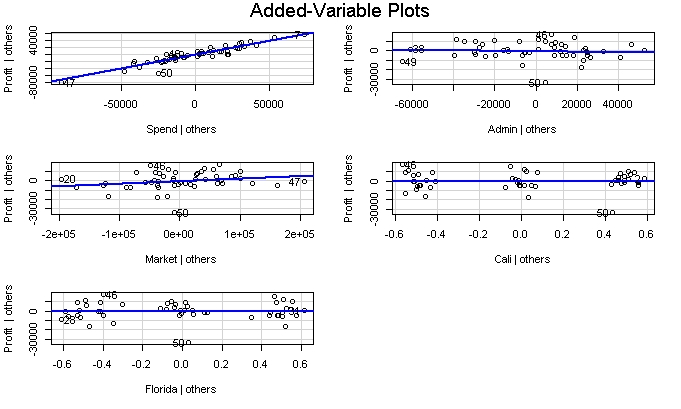 Added-Variable Plots
Profit | others
40000
-80000
7
46
50
47
-50000 0 50000
Spend | others
Profit | others
0
-30000
38
49
46
50
-60000 -20000 0 20000 40000
Admin | others
Profit | others
0
-30000
20
46
50
47
-2e+05 -1e+05 0e+00 1e+05 2e+05
Market | others
Profit | others
0
-30000
46
50
-0.6 -0.4 -0.2 0.0 0.2 0.4 0.6
Cali | others
Profit | others
0
-30000
46
50
-0.6 -0.4 -0.2 0.0 0.2 0.4 0.6
Florida | others